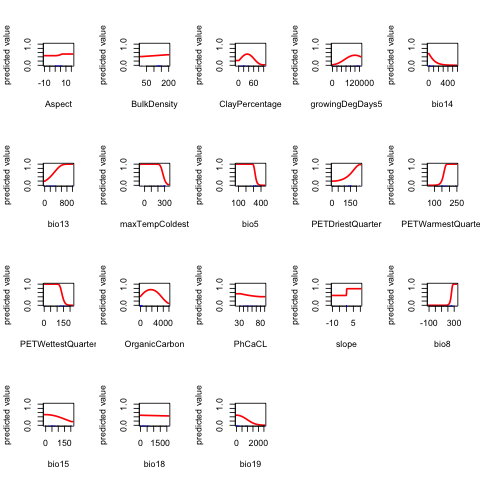 predicted value
0.0 1.0
-10 10
Aspect
predicted value
0.0 1.0
50 200
BulkDensity
predicted value
0.0 1.0
0 60
ClayPercentage
predicted value
0.0 1.0
0 120000
growingDegDays5
predicted value
0.0 1.0
0 400
bio14
predicted value
0.0 1.0
0 800
bio13
predicted value
0.0 1.0
0 300
maxTempColdest
predicted value
0.0 1.0
100 400
bio5
predicted value
0.0 1.0
0 150
PETDriestQuarter
predicted value
0.0 1.0
100 250
PETWarmestQuarte
predicted value
0.0 1.0
0 150
PETWettestQuarter
predicted value
0.0 1.0
0 4000
OrganicCarbon
predicted value
0.0 1.0
30 80
PhCaCL
predicted value
0.0 1.0
-10 5
slope
predicted value
0.0 1.0
-100 300
bio8
predicted value
0.0 1.0
0 150
bio15
predicted value
0.0 1.0
0 1500
bio18
predicted value
0.0 1.0
0 2000
bio19